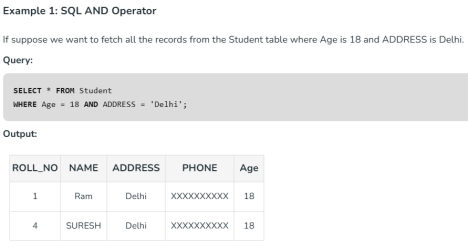 Example 1: SQL AND Operator
If suppose we want to fetch all the records from the Student table where Age is 18 and ADDRESS is Delhi.
Query:
SELECT * FROM Student
WHERE Age = 18 AND ADDRESS = 'Delhi';
Output:
ROLL_NO NAME ADDRESS PHONE Age
1 Ram Delhi XXXXXXXXXX 18
4 SURESH Delhi XXXXXXXXXX 18